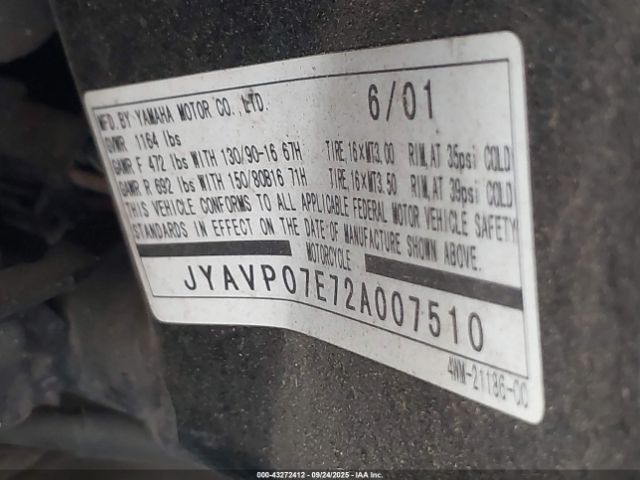 MFD. BY. YAMAHA MOTOR CO., LTD. 6/01
GVWR 1164 lbs
GAWR F 472 lbs WITH 130/90-16 67H TIRE, 16×MT3.00 RIM, AT 35psi COLD
GAWR R 692 lbs WITH 150/80B16 71H TIRE, 16×MT3.50 RIM, AT 39psi COLD
THIS VEHICLE CONFORMS TO ALL APPLICABLE FEDERAL MOTOR VEHICLE SAFETY
STANDARDS IN EFFECT ON THE DATE OF MANUFACTURE SHOWN ABOVE.
MOTORCYCLE
JYAVP07E72A007510
4WM-21186-CC
000-43272412 - 09/24/2025 - IAA Inc.